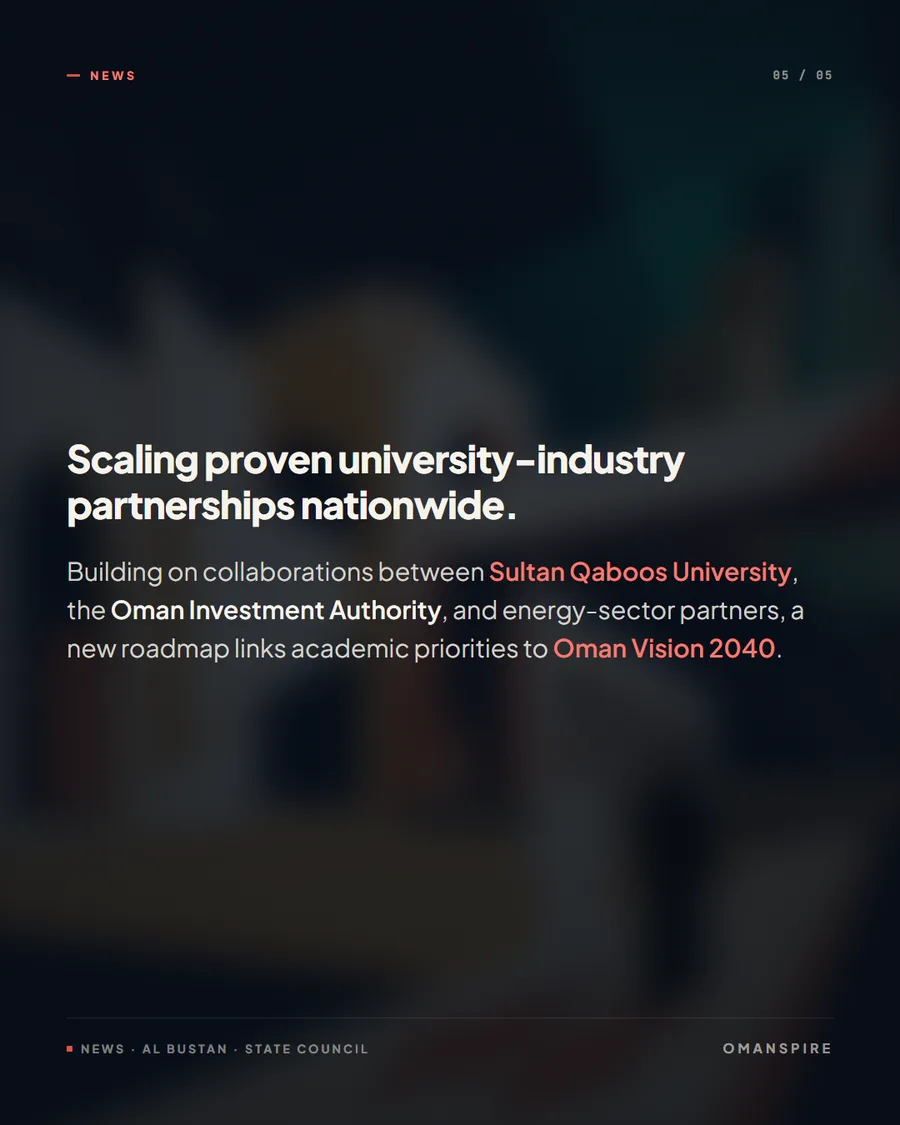 — NEWS
05 / 05
Scaling proven university–industry
partnerships nationwide.
Building on collaborations between Sultan Qaboos University,
the Oman Investment Authority, and energy-sector partners, a
new roadmap links academic priorities to Oman Vision 2040.
NEWS · AL BUSTAN · STATE COUNCIL
OMANSPIRE